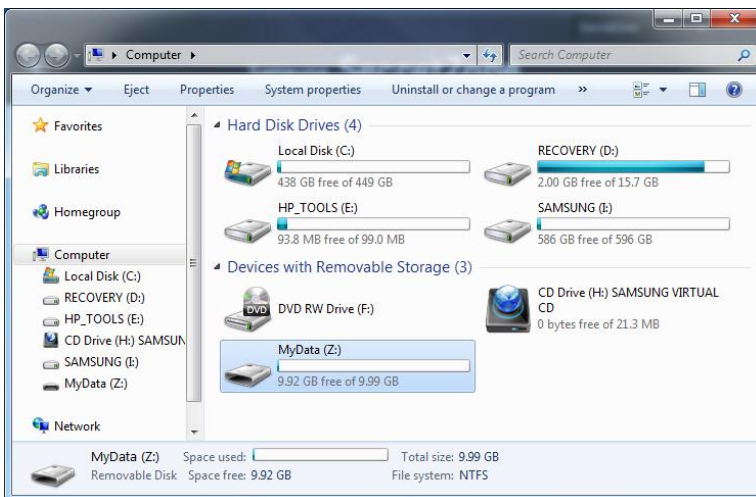 Computer
Search Computer
Organize
Eject
Properties
System properties
Uninstall or change a program
»
Favorites
Libraries
Homegroup
Computer
Local Disk (C:)
RECOVERY (D:)
HP_TOOLS (E:)
CD Drive (H:) SAMSUN
SAMSUNG (I:)
MyData (Z:)
Network
Hard Disk Drives (4)
Local Disk (C:)
438 GB free of 449 GB
RECOVERY (D:)
2.00 GB free of 15.7 GB
HP_TOOLS (E:)
93.8 MB free of 99.0 MB
SAMSUNG (I:)
586 GB free of 596 GB
Devices with Removable Storage (3)
DVD
DVD RW Drive (F:)
CD Drive (H:) SAMSUNG VIRTUAL
CD
0 bytes free of 21.3 MB
MyData (Z:)
9.92 GB free of 9.99 GB
MyData (Z:) Space used: Total size: 9.99 GB
Removable Disk Space free: 9.92 GB File system: NTFS